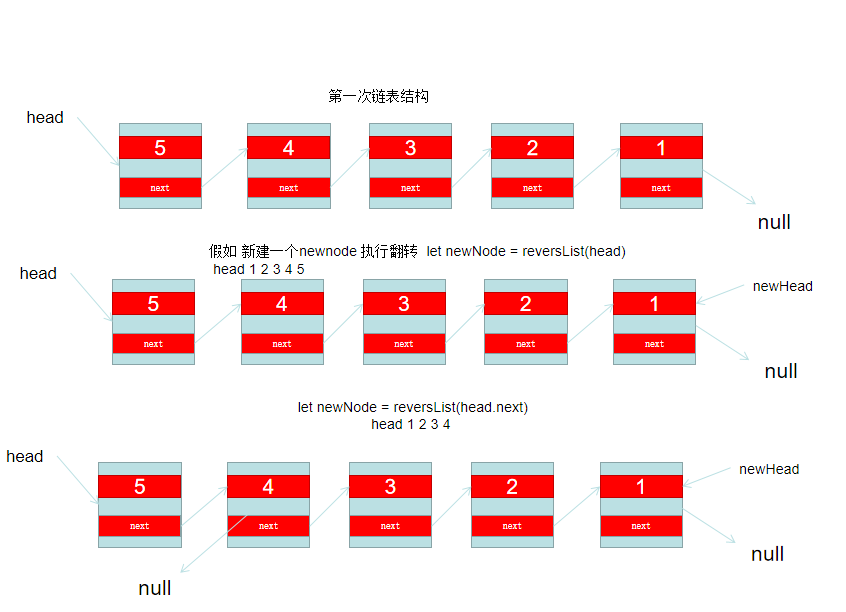 第一次链表结构
head
5 4 3 2 1
next next next next next
null
假如 新建一个newnode 执行翻转 let newNode = reversList(head)
head 1 2 3 4 5
head
newHead
5 4 3 2 1
next next next next next
null
let newNode = reversList(head.next)
head 1 2 3 4
head
newHead
5 4 3 2 1
next next next next next
null
null